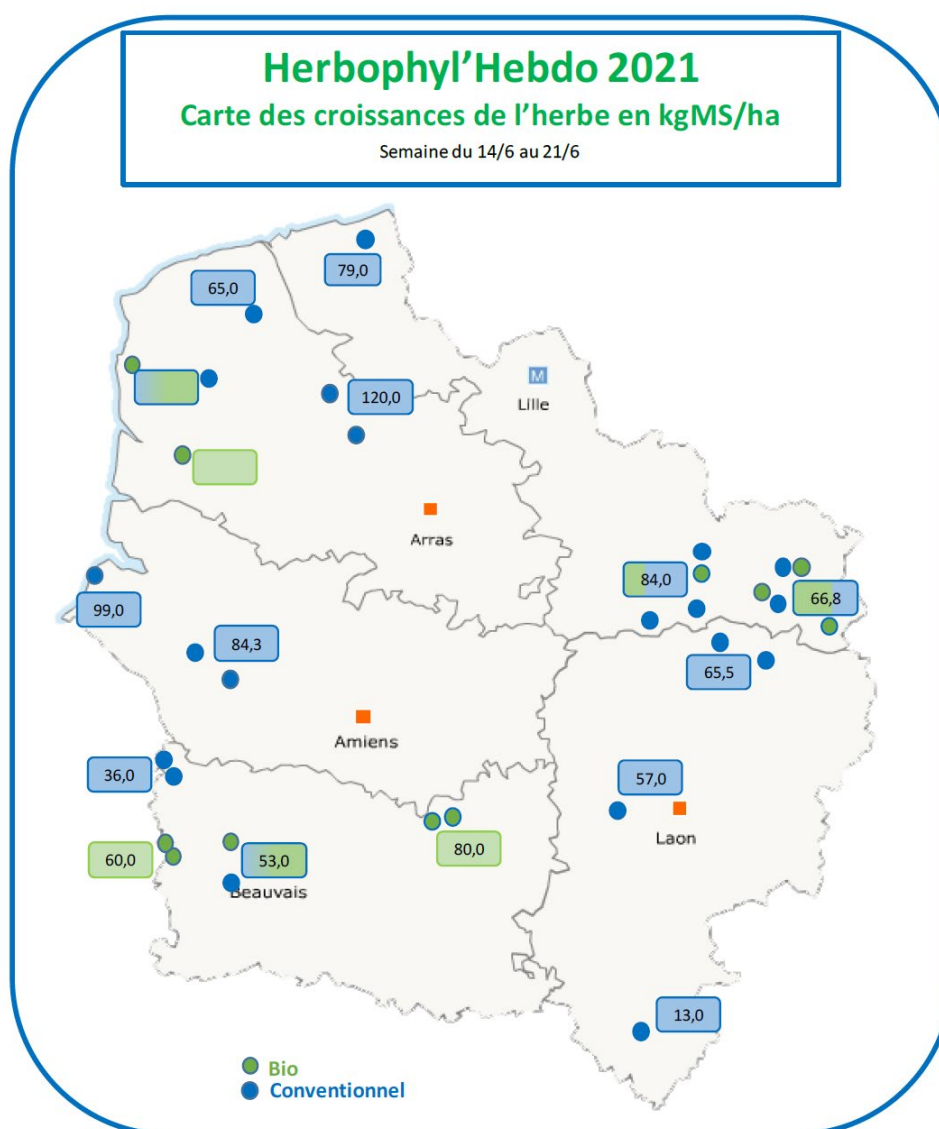 Herbophyl’Hebdo 2021
Carte des croissances de l’herbe en kgMS/ha
Semaine du 14/6 au 21/6
79,0
65,0
M
Lille
120,0
Arras
84,0
66,8
99,0
84,3
65,5
Amiens
36,0
57,0
Laon
60,0
53,0
80,0
Beauvais
13,0
Bio
Conventionnel